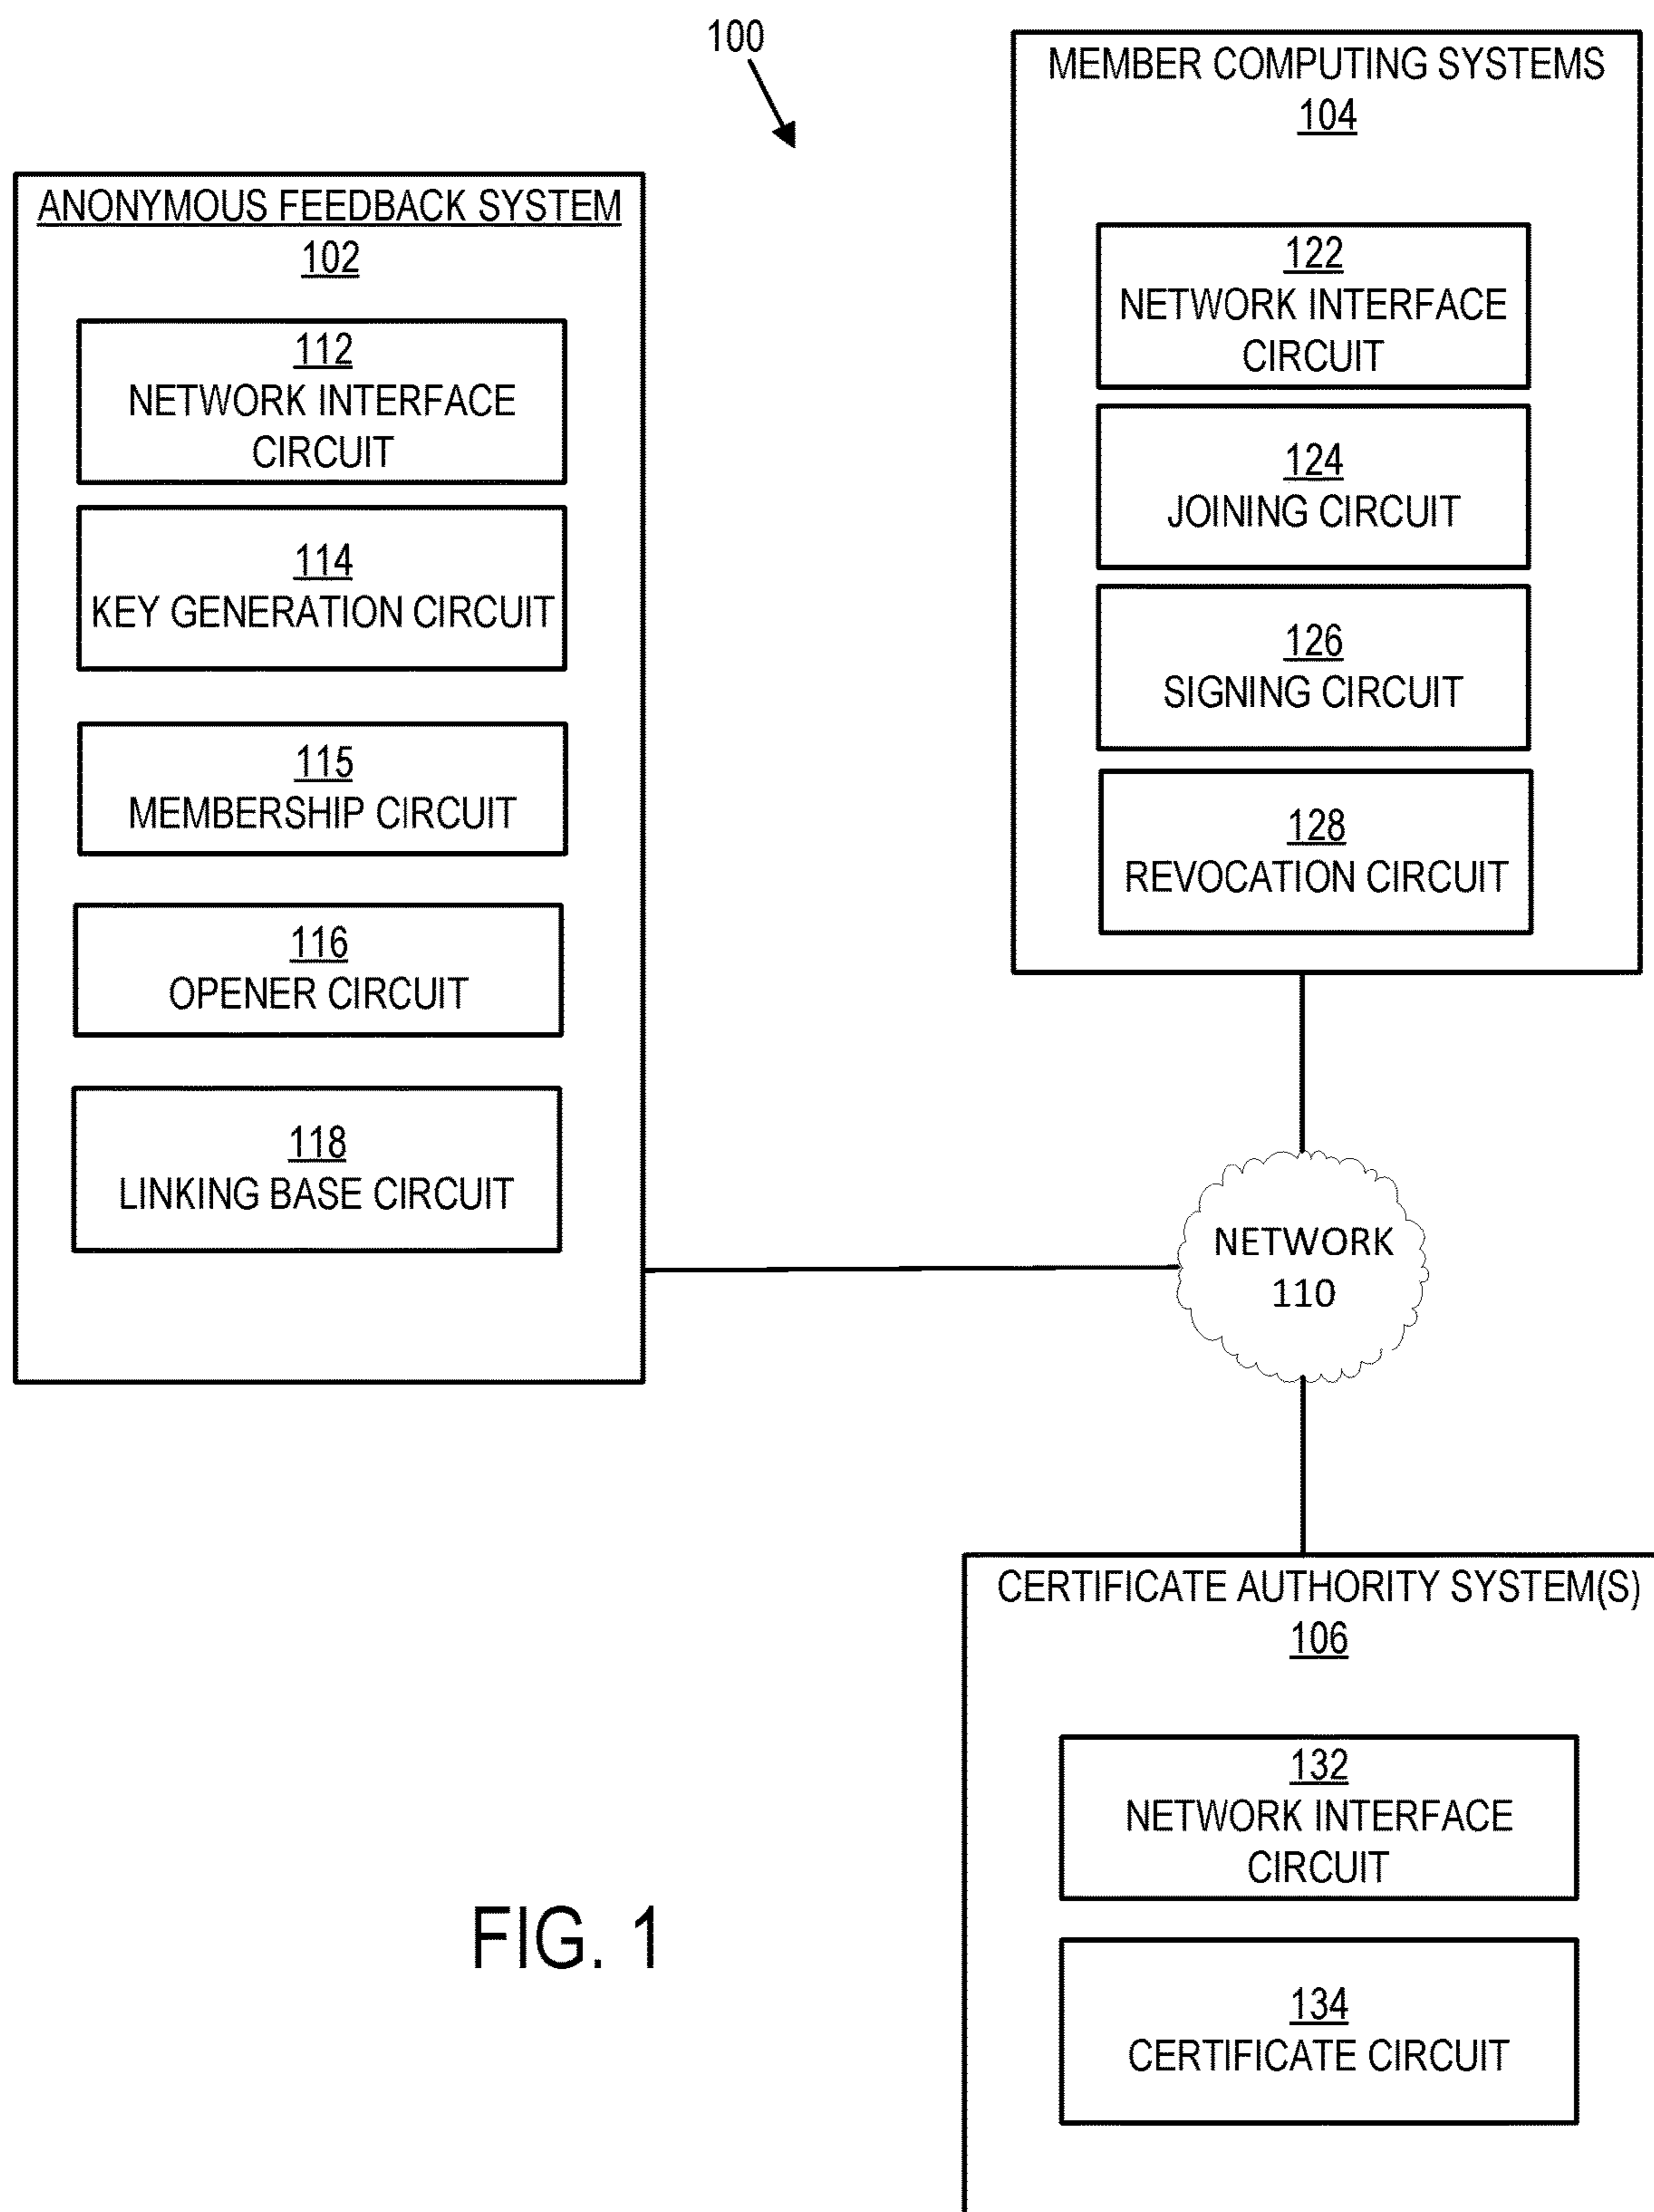 100
MEMBER COMPUTING SYSTEMS
104
122
NETWORK INTERFACE
CIRCUIT
124
JOINING CIRCUIT
126
SIGNING CIRCUIT
128
REVOCATION CIRCUIT
ANONYMOUS FEEDBACK SYSTEM
102
112
NETWORK INTERFACE
CIRCUIT
114
KEY GENERATION CIRCUIT
115
MEMBERSHIP CIRCUIT
116
OPENER CIRCUIT
118
LINKING BASE CIRCUIT
NETWORK
110
CERTIFICATE AUTHORITY SYSTEM(S)
106
132
NETWORK INTERFACE
CIRCUIT
134
CERTIFICATE CIRCUIT
FIG. 1